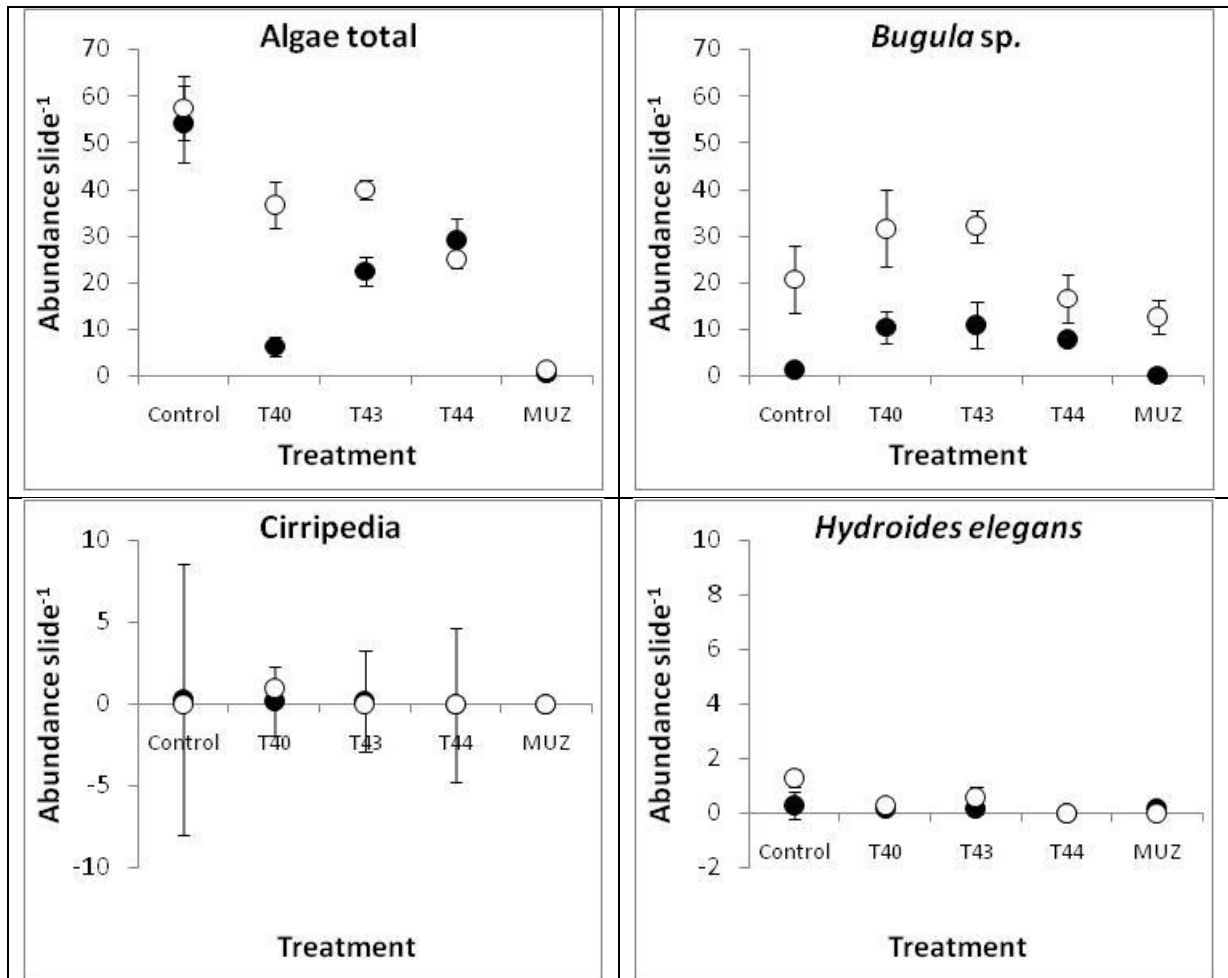 Algae total
Abundance slide⁻¹
70
60
50
40
30
20
10
0
Control T40 T43 T44 MUZ
Treatment
Bugula sp.
Abundance slide⁻¹
70
60
50
40
30
20
10
0
Control T40 T43 T44 MUZ
Treatment
Cirripedia
Abundance slide⁻¹
10
5
0
-5
-10
Control T40 T43 T44 MUZ
Treatment
Hydroides elegans
Abundance slide⁻¹
10
8
6
4
2
0
-2
Control T40 T43 T44 MUZ
Treatment